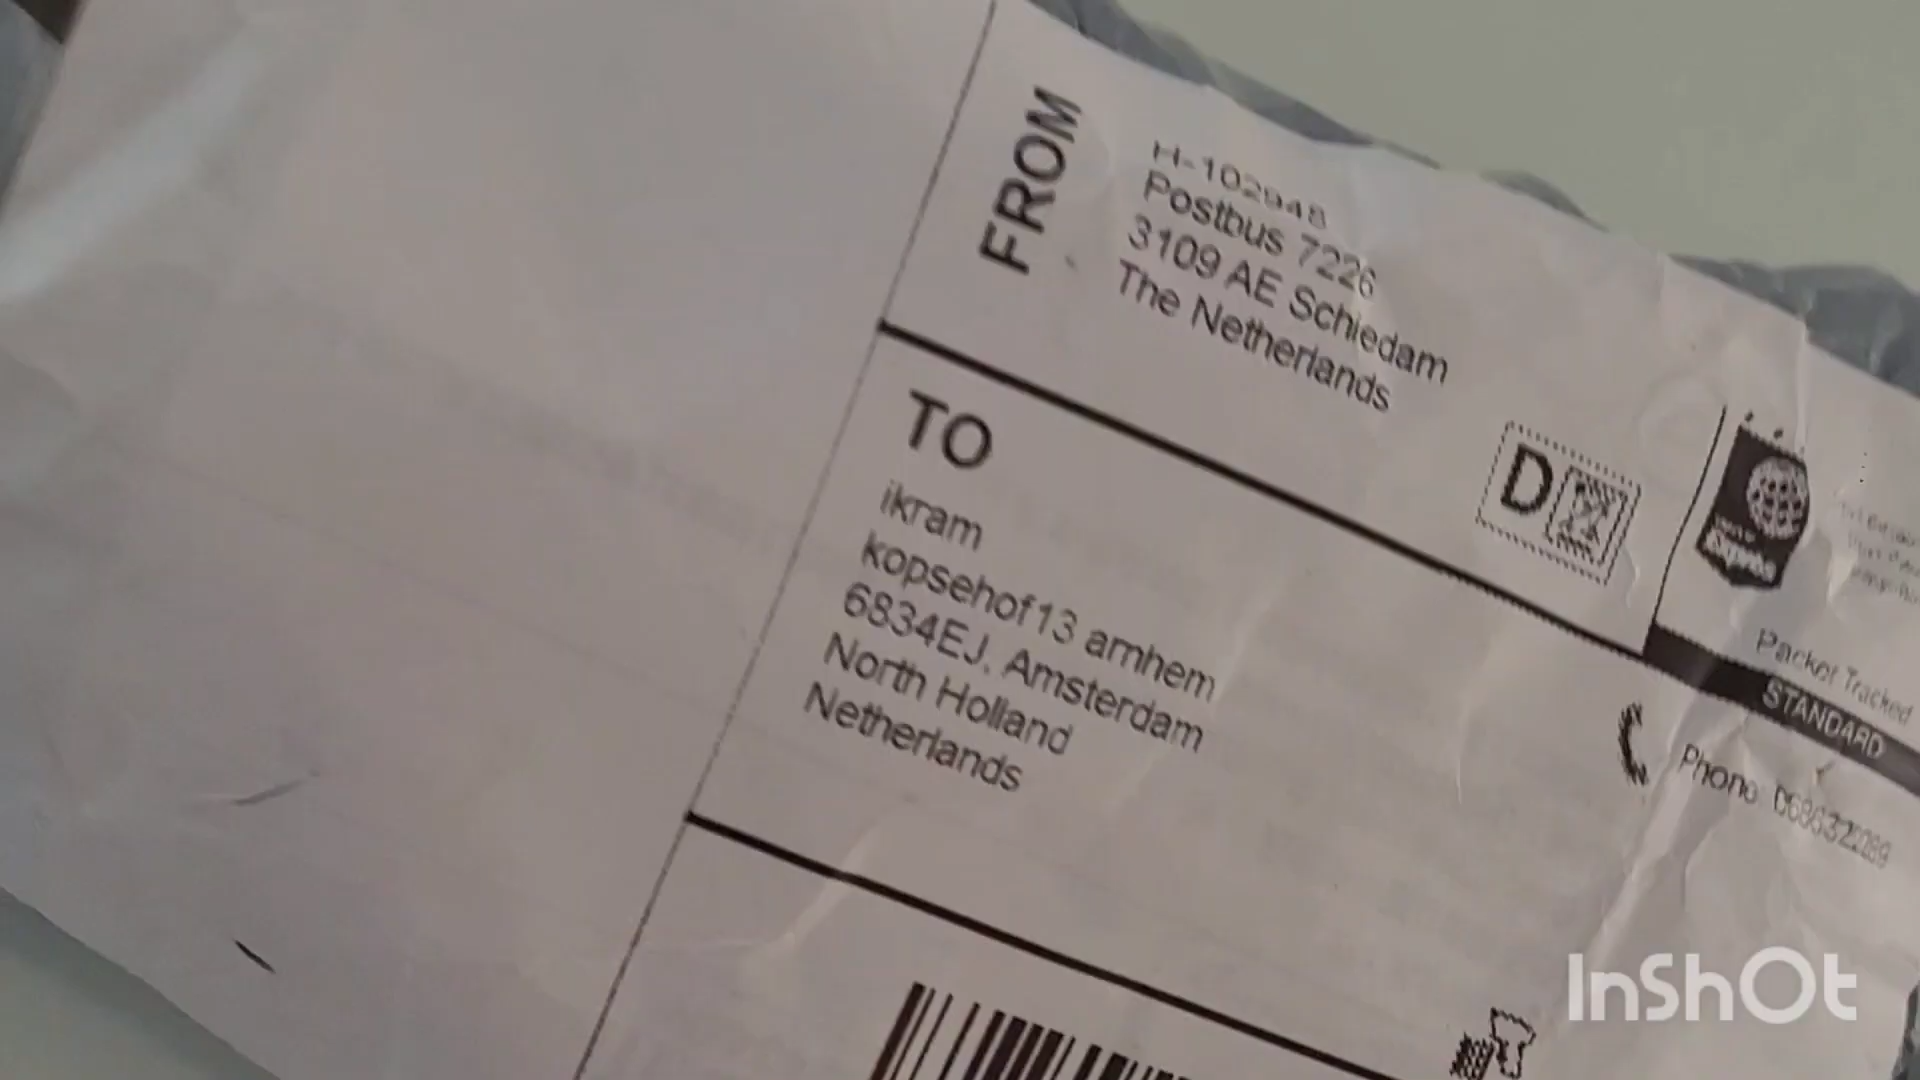 FROM
H-102948
Postbus 7226
3109 AE Schiedam
The Netherlands
TO
ikram
kopsehof13 arnhem
6834EJ, Amsterdam
North Holland
Netherlands
D
Packet Tracked
STANDARD
Phone
InShOt